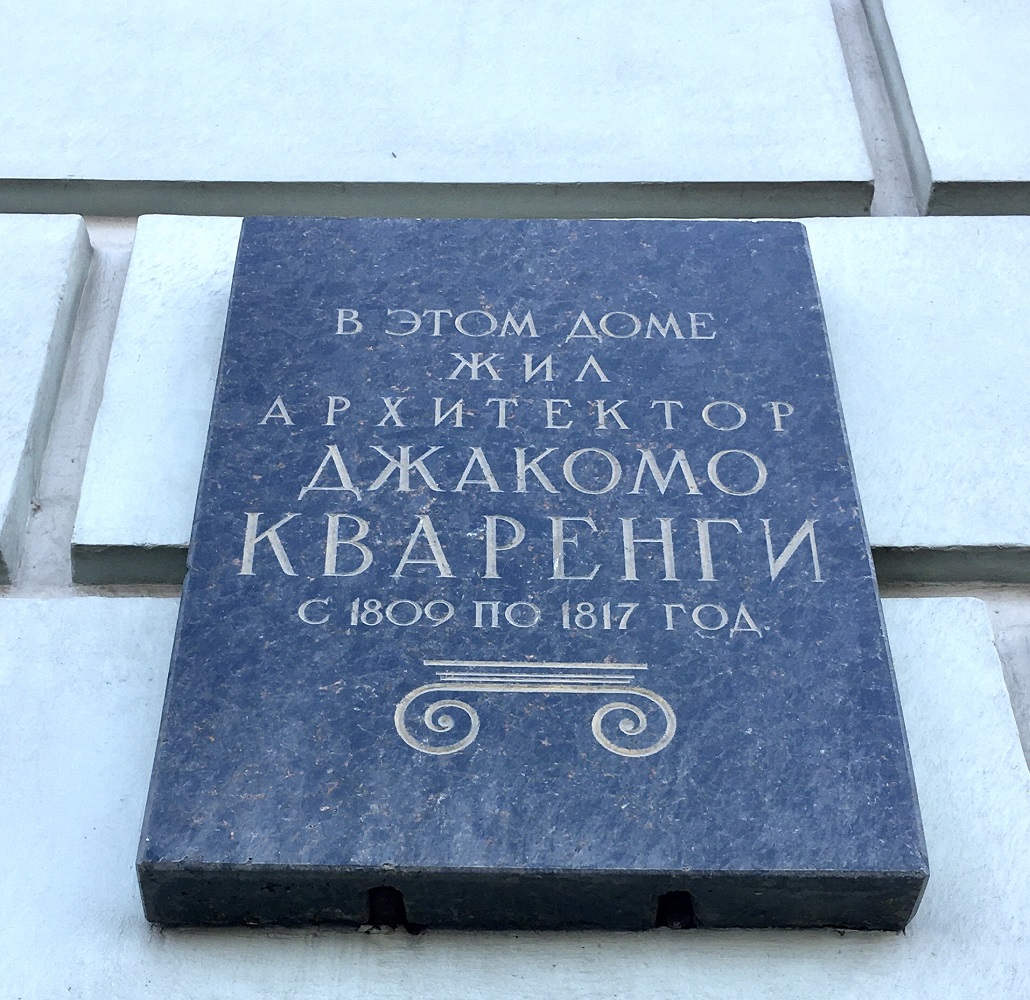 В ЭТОМ ДОМЕ
ЖИЛ
АРХИТЕКТОР
ДЖАКОМО
КВАРЕНГИ
С 1809 ПО 1817 ГОД.